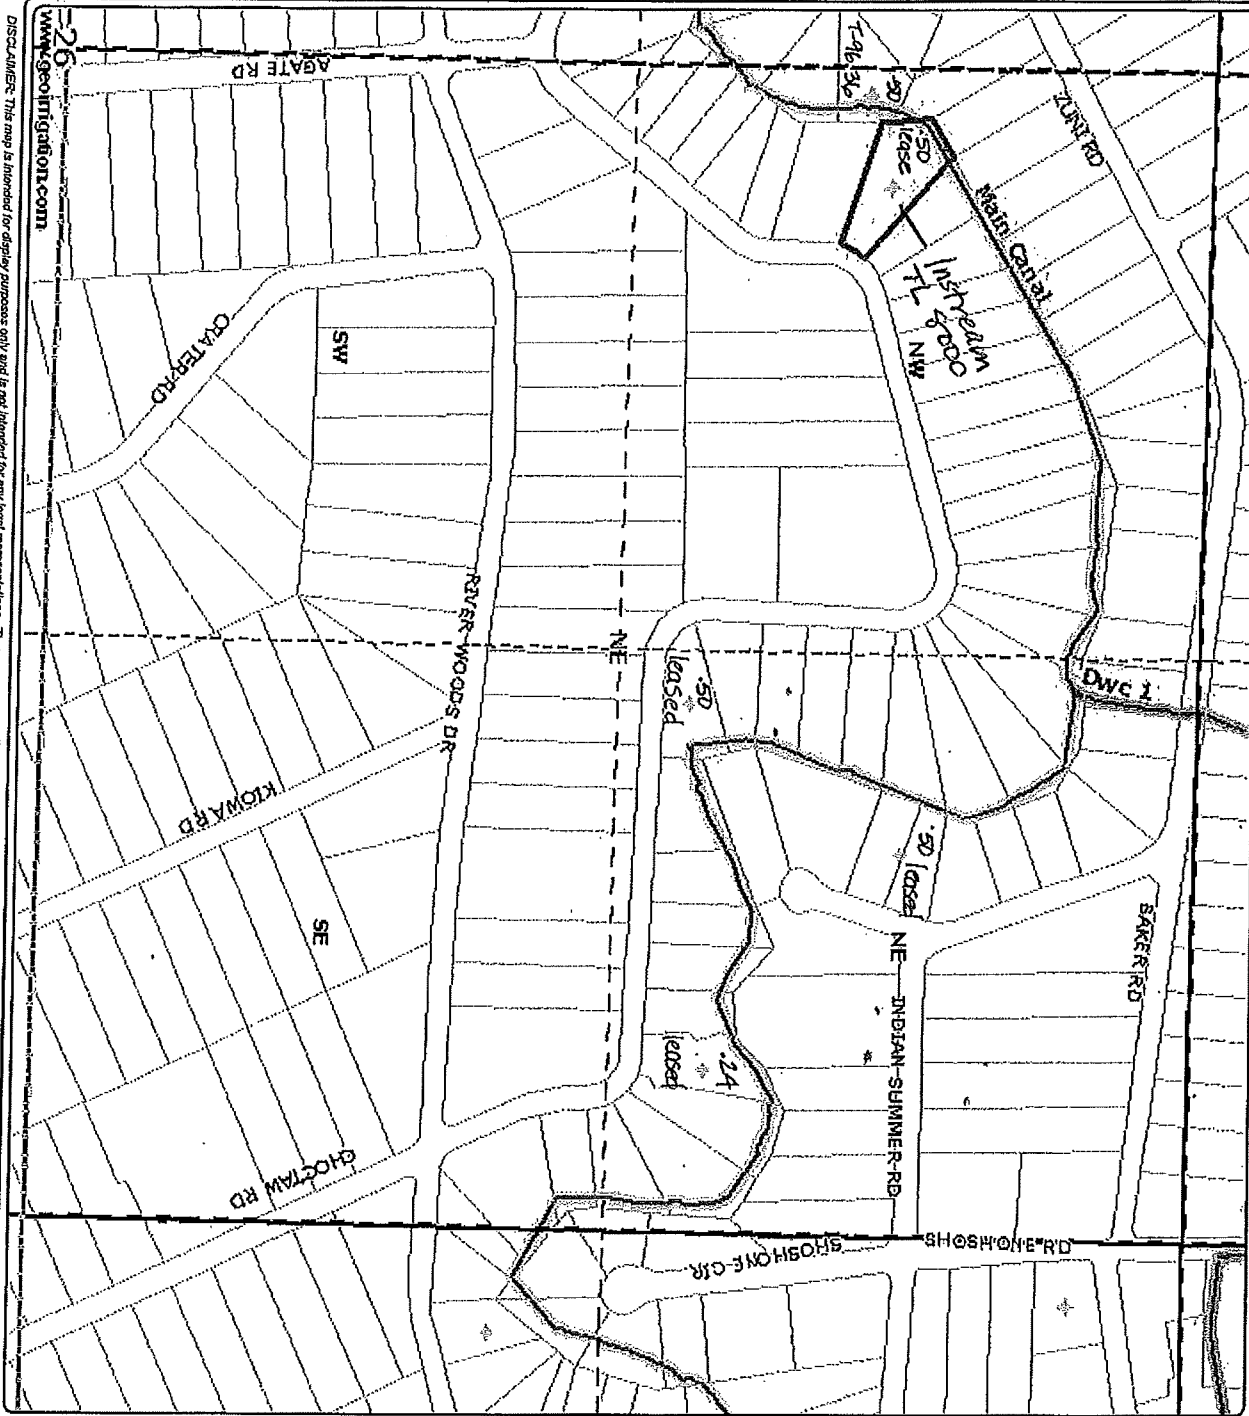 ZUNI RD
AGATE RD
T-9636
.50
.50
lease
Main Canal
Instream
TL 8000
NW
SW
CRATER RD
RIVER WOODS DR
NE
.50
leased
Dwc 1
KIOWA RD
SE
.50 leased
NE
INDIAN SUMMER RD
BAKER RD
.24
leased
CHOCTAW RD
SHOSHONE CIR
SHOSHONE RD
=26
www.geoirrigation.com
DISCLAIMER: This map is intended for display purposes only and is not intended for any legal